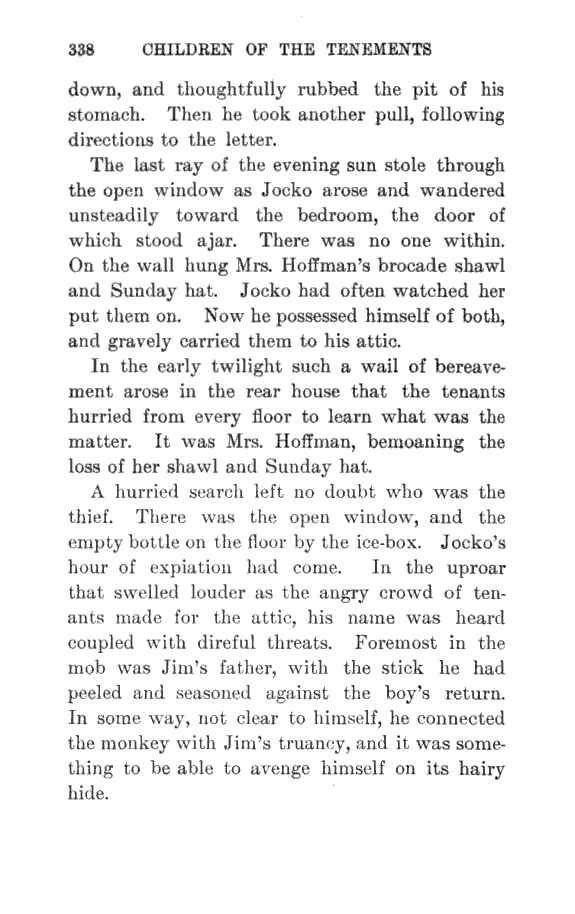 338 CHILDREN OF THE TENEMENTS
down, and thoughtfully rubbed the pit of his
stomach. Then he took another pull, following
directions to the letter.
The last ray of the evening sun stole through
the open window as Jocko arose and wandered
unsteadily toward the bedroom, the door of
which stood ajar. There was no one within.
On the wall hung Mrs. Hoffman's brocade shawl
and Sunday hat. Jocko had often watched her
put them on. Now he possessed himself of both,
and gravely carried them to his attic.
In the early twilight such a wail of bereave-
ment arose in the rear house that the tenants
hurried from every floor to learn what was the
matter. It was Mrs. Hoffman, bemoaning the
loss of her shawl and Sunday hat.
A hurried search left no doubt who was the
thief. There was the open window, and the
empty bottle on the floor by the ice-box. Jocko's
hour of expiation had come. In the uproar
that swelled louder as the angry crowd of ten-
ants made for the attic, his name was heard
coupled with direful threats. Foremost in the
mob was Jim's father, with the stick he had
peeled and seasoned against the boy's return.
In some way, not clear to himself, he connected
the monkey with Jim's truancy, and it was some-
thing to be able to avenge himself on its hairy
hide.